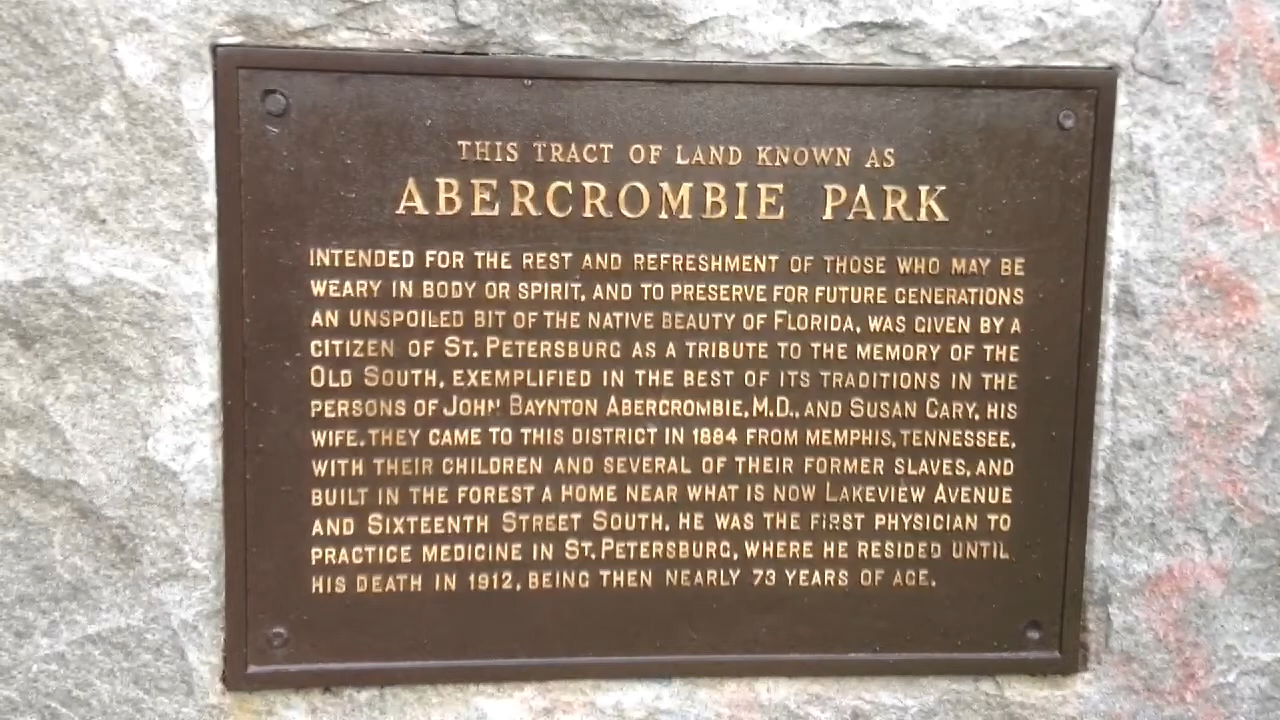 THIS TRACT OF LAND KNOWN AS
ABERCROMBIE PARK
INTENDED FOR THE REST AND REFRESHMENT OF THOSE WHO MAY BE
WEARY IN BODY OR SPIRIT, AND TO PRESERVE FOR FUTURE GENERATIONS
AN UNSPOILED BIT OF THE NATIVE BEAUTY OF FLORIDA, WAS GIVEN BY A
CITIZEN OF ST. PETERSBURG AS A TRIBUTE TO THE MEMORY OF THE
OLD SOUTH, EXEMPLIFIED IN THE BEST OF ITS TRADITIONS IN THE
PERSONS OF JOHN BAYNTON ABERCROMBIE, M.D., AND SUSAN CARY, HIS
WIFE. THEY CAME TO THIS DISTRICT IN 1884 FROM MEMPHIS, TENNESSEE,
WITH THEIR CHILDREN AND SEVERAL OF THEIR FORMER SLAVES, AND
BUILT IN THE FOREST A HOME NEAR WHAT IS NOW LAKEVIEW AVENUE
AND SIXTEENTH STREET SOUTH. HE WAS THE FIRST PHYSICIAN TO
PRACTICE MEDICINE IN ST. PETERSBURG, WHERE HE RESIDED UNTIL
HIS DEATH IN 1912, BEING THEN NEARLY 73 YEARS OF AGE.